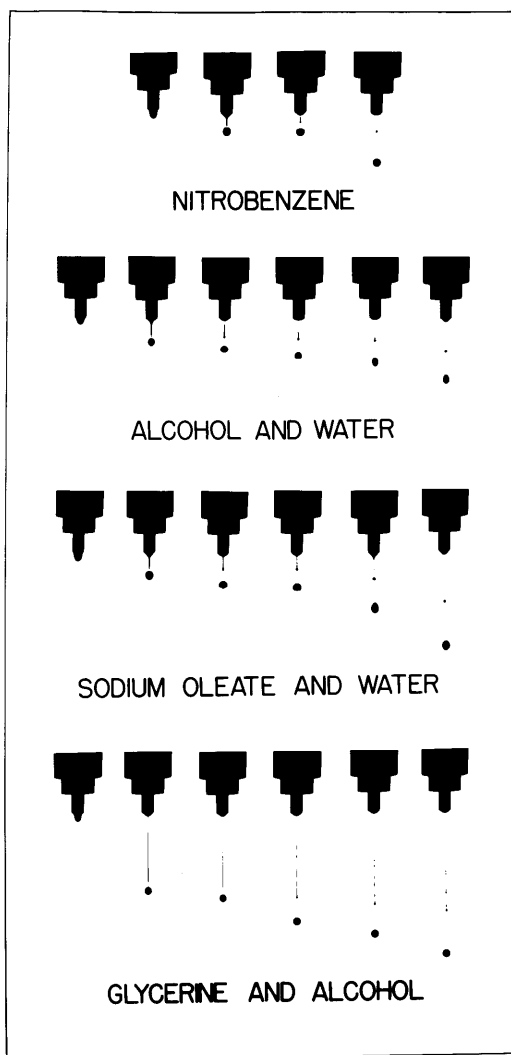 NITROBENZENE
ALCOHOL AND WATER
SODIUM OLEATE AND WATER
GLYCERINE AND ALCOHOL